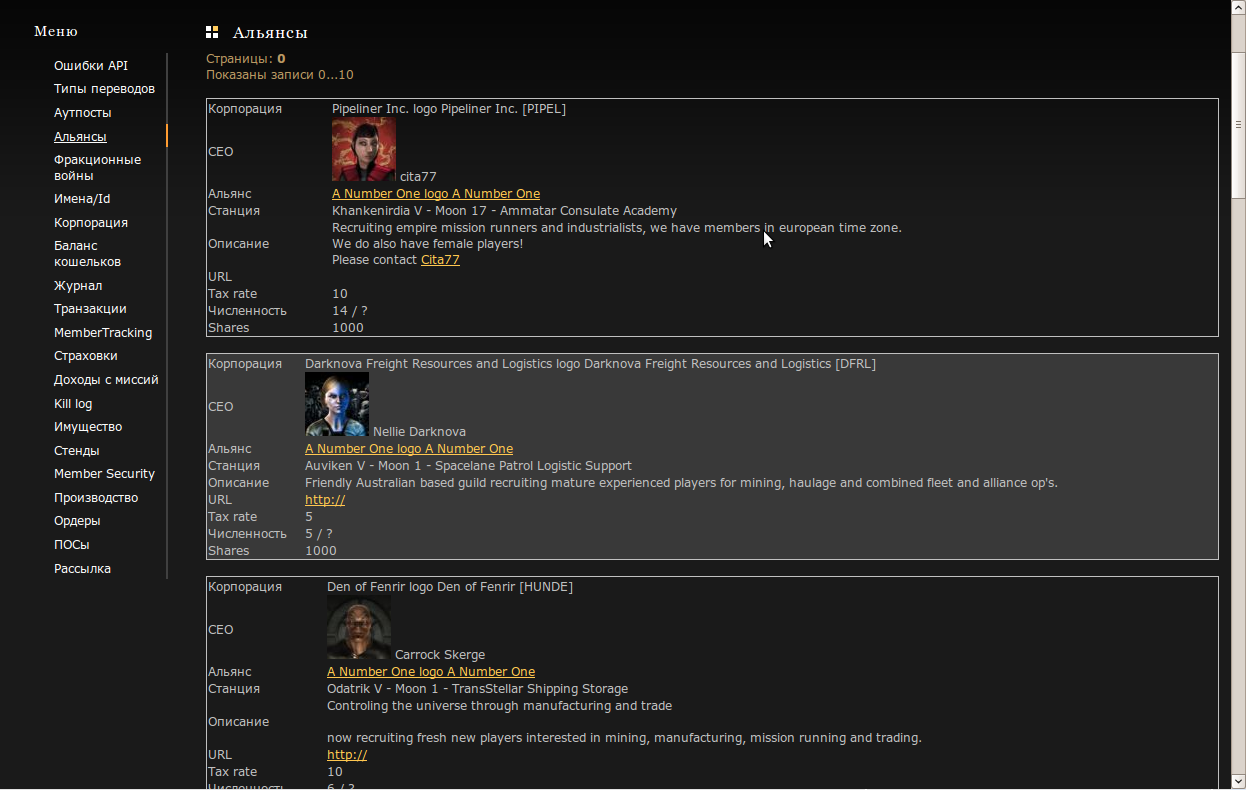 Меню
Ошибки API
Типы переводов
Аутпосты
Альянсы
Фракционные
войны
Имена/Id
Корпорация
Баланс
кошельков
Журнал
Транзакции
MemberTracking
Страховки
Доходы с миссий
Kill log
Имущество
Стенды
Member Security
Производство
Ордеры
ПОСы
Рассылка
Альянсы
Страницы: 0
Показаны записи 0...10
Корпорация Pipeliner Inc. logo Pipeliner Inc. [PIPEL]
CEO cita77
Альянс A Number One logo A Number One
Станция Khankenirdia V - Moon 17 - Ammatar Consulate Academy
Recruiting empire mission runners and industrialists, we have members in european time zone.
Описание We do also have female players!
Please contact Cita77
URL
Tax rate 10
Численность 14 / ?
Shares 1000
Корпорация Darknova Freight Resources and Logistics logo Darknova Freight Resources and Logistics [DFRL]
CEO Nellie Darknova
Альянс A Number One logo A Number One
Станция Auviken V - Moon 1 - Spacelane Patrol Logistic Support
Описание Friendly Australian based guild recruiting mature experienced players for mining, haulage and combined fleet and alliance op's.
URL http://
Tax rate 5
Численность 5 / ?
Shares 1000
Корпорация Den of Fenrir logo Den of Fenrir [HUNDE]
CEO Carrock Skerge
Альянс A Number One logo A Number One
Станция Odatrik V - Moon 1 - TransStellar Shipping Storage
Controling the universe through manufacturing and trade
Описание
now recruiting fresh new players interested in mining, manufacturing, mission running and trading.
URL http://
Tax rate 10
Численность 6 / ?